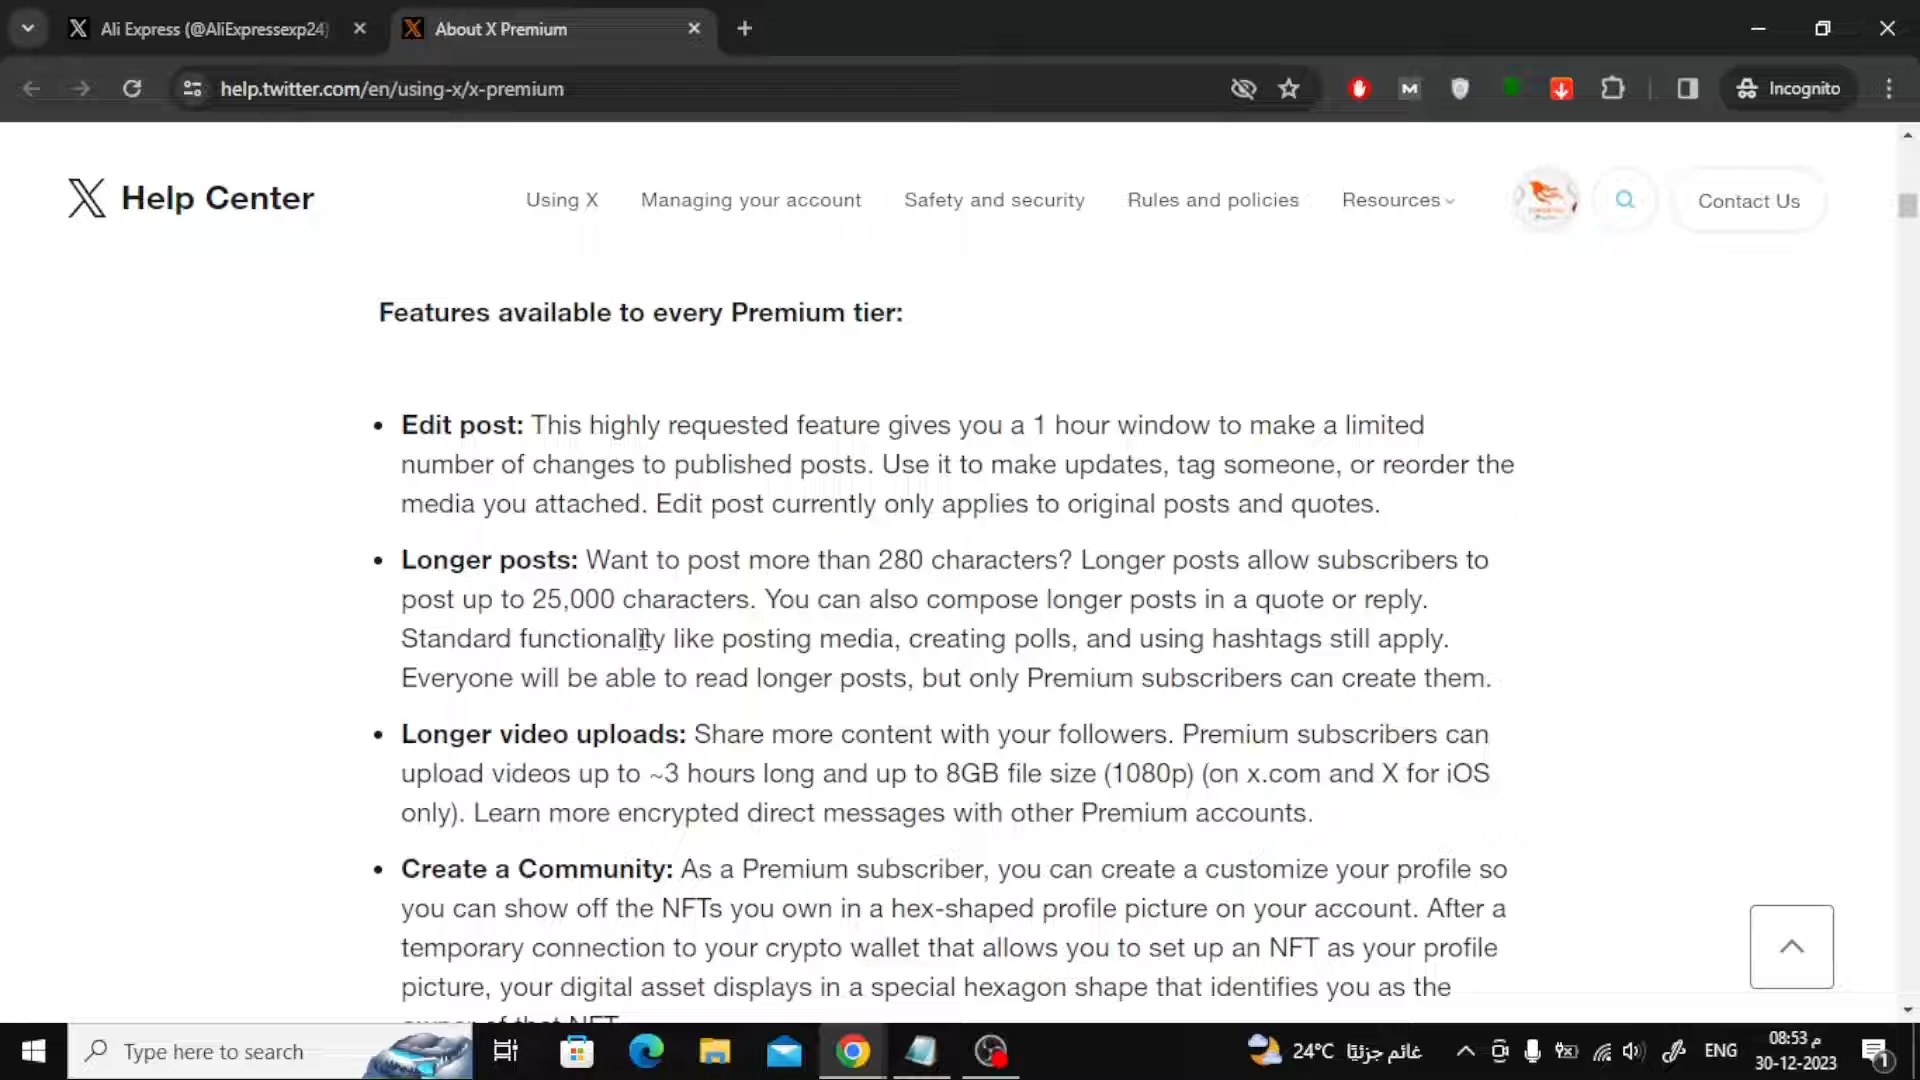 Ali Express (@AliExpressexp24)
About X Premium
help.twitter.com/en/using-x/x-premium
Incognito
Help Center
Using X
Managing your account
Safety and security
Rules and policies
Resources
Contact Us
Features available to every Premium tier:
• Edit post: This highly requested feature gives you a 1 hour window to make a limited
number of changes to published posts. Use it to make updates, tag someone, or reorder the
media you attached. Edit post currently only applies to original posts and quotes.
• Longer posts: Want to post more than 280 characters? Longer posts allow subscribers to
post up to 25,000 characters. You can also compose longer posts in a quote or reply.
Standard functionality like posting media, creating polls, and using hashtags still apply.
Everyone will be able to read longer posts, but only Premium subscribers can create them.
• Longer video uploads: Share more content with your followers. Premium subscribers can
upload videos up to ~3 hours long and up to 8GB file size (1080p) (on x.com and X for iOS
only). Learn more encrypted direct messages with other Premium accounts.
• Create a Community: As a Premium subscriber, you can create a customize your profile so
you can show off the NFTs you own in a hex-shaped profile picture on your account. After a
temporary connection to your crypto wallet that allows you to set up an NFT as your profile
picture, your digital asset displays in a special hexagon shape that identifies you as the
owner of that NFT
Type here to search
24°C غائم جزئيًا
ENG
08:53 م
30-12-2023
1